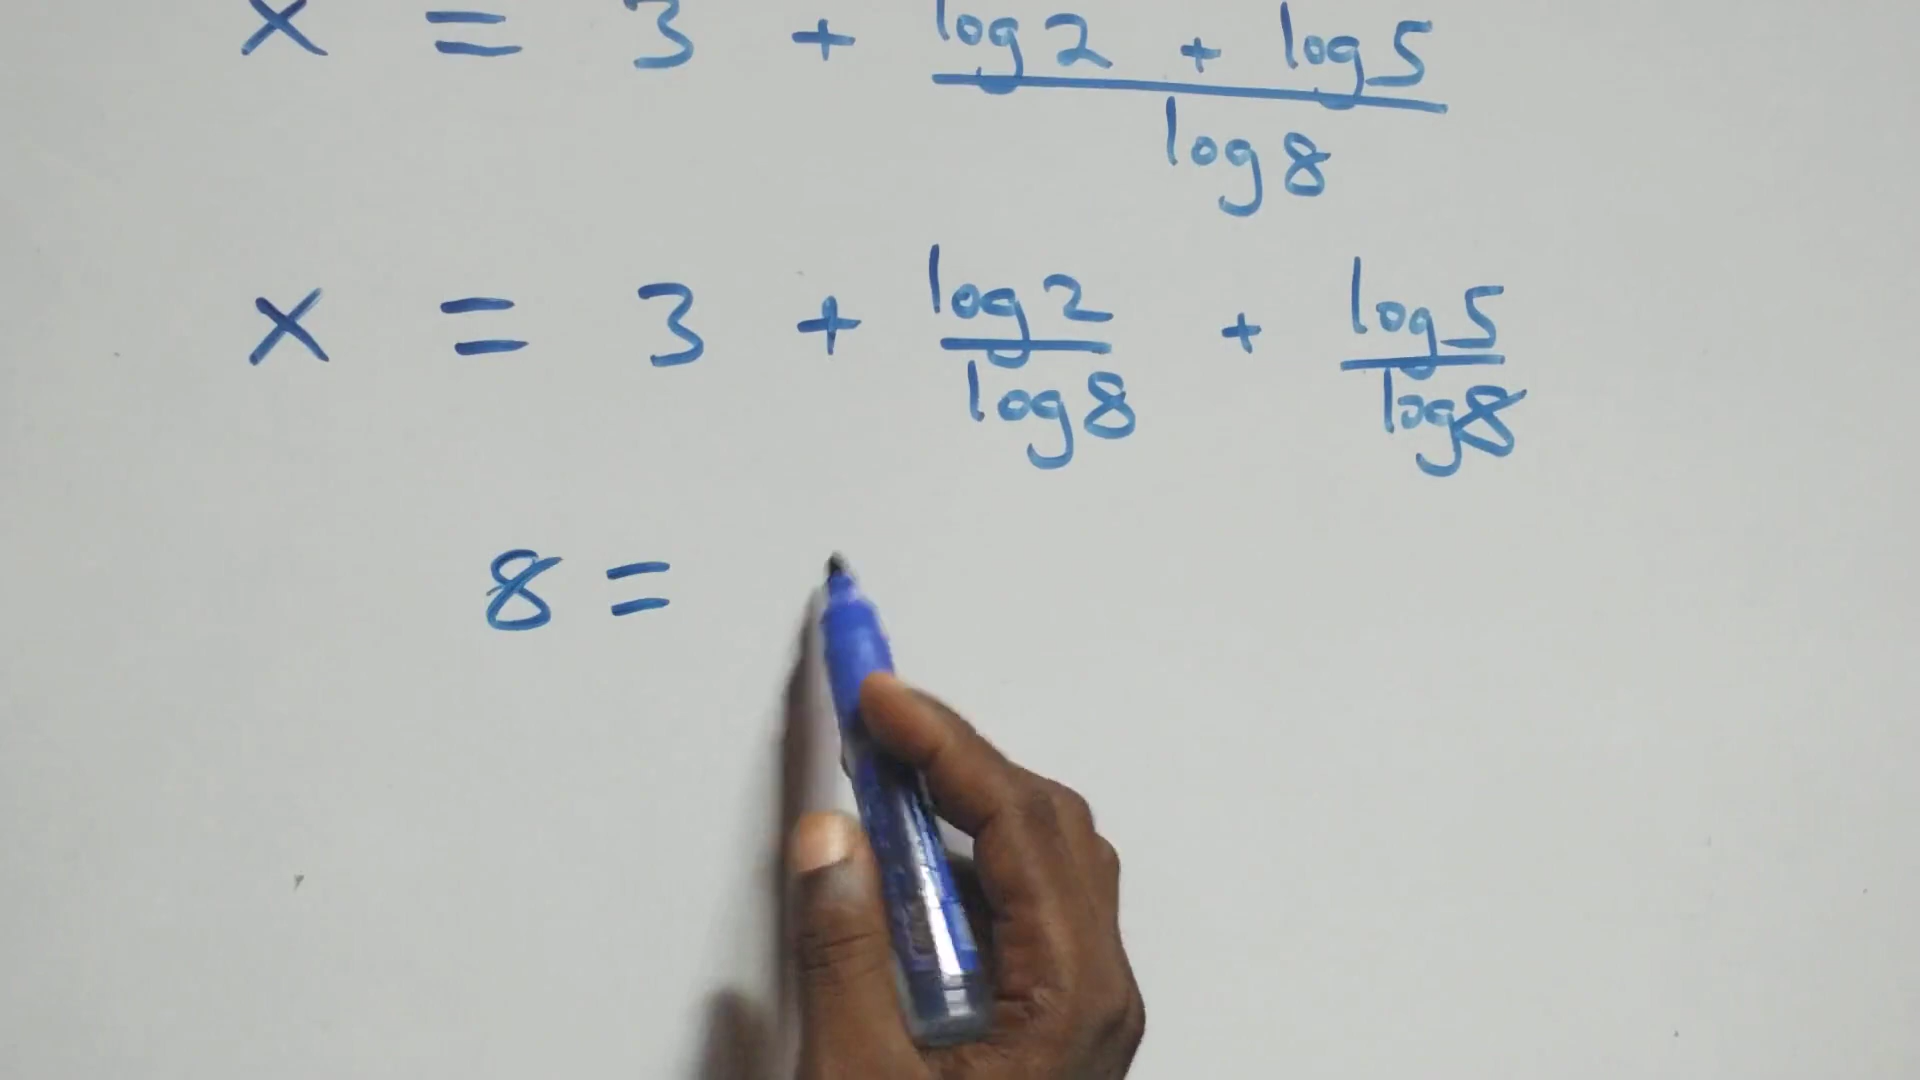 x = 3 + (log 2 + log 5) / log 8
x = 3 + log 2 / log 8 + log 5 / log 8
8 =